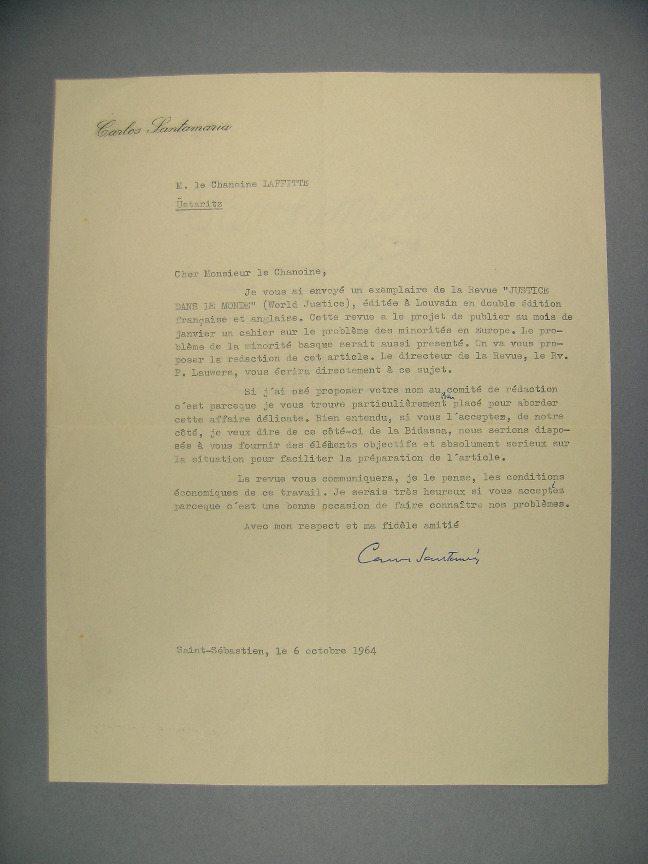 Carlos Santamaria
M. le Chanoine LAFFITTE
Ustaritz
Cher Monsieur le Chanoine,
Je vous ai envoyé un exemplaire de la Revue "JUSTICE
DANS LE MONDE" (World Justice), éditée à Louvain en double édition
française et anglaise. Cette revue a le projet de publier au mois de
janvier un cahier sur le problème des minorités en Europe. Le pro-
blème de la minorité basque serait aussi presenté. On va vous pro-
poser la redaction de cet article. Le directeur de la Revue, le Rv.
P. Lauwers, vous écrira directement à ce sujet.
Si j'ai osé proposer votre nom au comité de rédaction
c'est parceque je vous trouve particulièrement bien placé pour aborder
cette affaire délicate. Bien entendu, si vous l'acceptez, de notre
côté, je veux dire de ce côté-ci de la Bidassa, nous serions dispo-
sés à vous fournir des éléments objectifs et absolument serieux sur
la situation pour faciliter la préparation de l'article.
La revue vous communiquera, je le pense, les conditions
économiques de ce travail. Je serais très heureux si vous acceptez
parceque c'est une bonne occasion de faire connaître nos problèmes.
Avec mon respect et ma fidèle amitié
Carlos Santamaría
Saint-Sébastien, le 6 octobre 1964